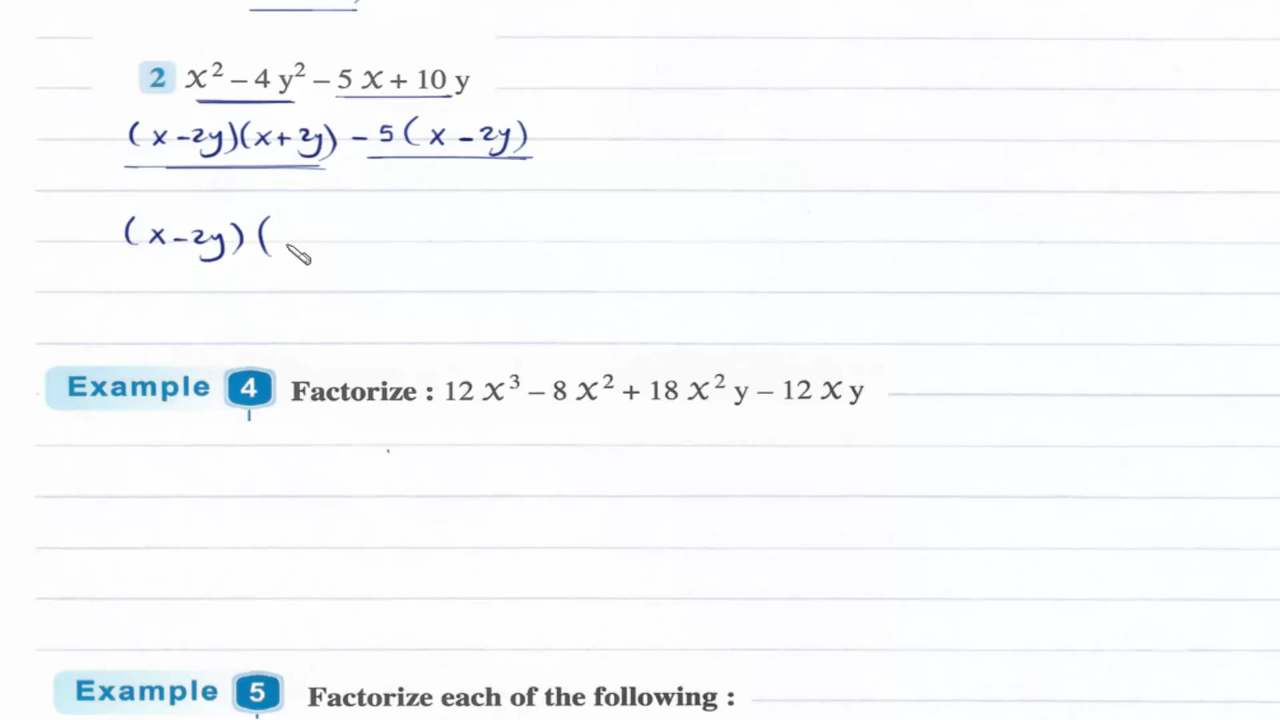 2 x² – 4 y² – 5 x + 10 y
(x-2y)(x+2y) - 5(x-2y)
(x-2y)(
Example 4 Factorize : 12 x³ – 8 x² + 18 x² y – 12 x y
Example 5 Factorize each of the following :